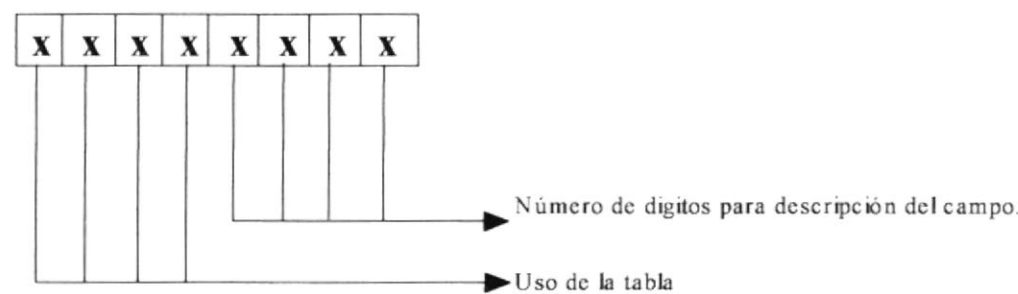 x x x x x x x x
Número de digitos para descripción del campo.
Uso de la tabla